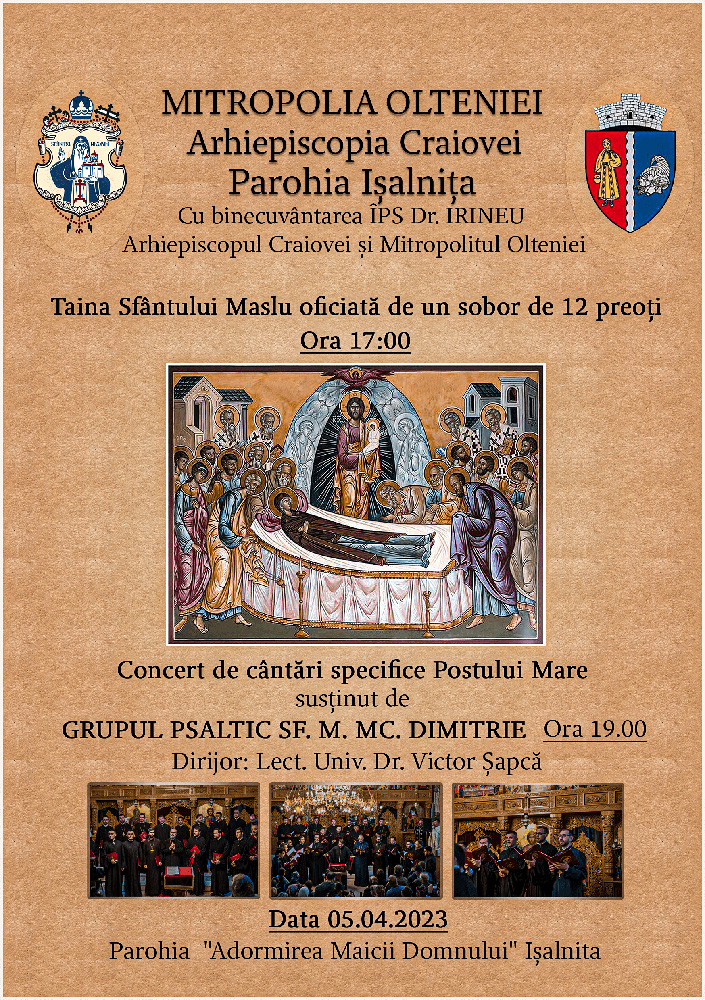 MITROPOLIA OLTENIEI
Arhiepiscopia Craiovei
Parohia Ișalnița
Cu binecuvântarea ÎPS Dr. IRINEU
Arhiepiscopul Craiovei și Mitropolitul Olteniei
Taina Sfântului Maslu oficiată de un sobor de 12 preoți
Ora 17:00
Concert de cântări specifice Postului Mare
susținut de
GRUPUL PSALTIC SF. M. MC. DIMITRIE Ora 19.00
Dirijor: Lect. Univ. Dr. Victor Șapcă
Data 05.04.2023
Parohia "Adormirea Maicii Domnului" Ișalnita